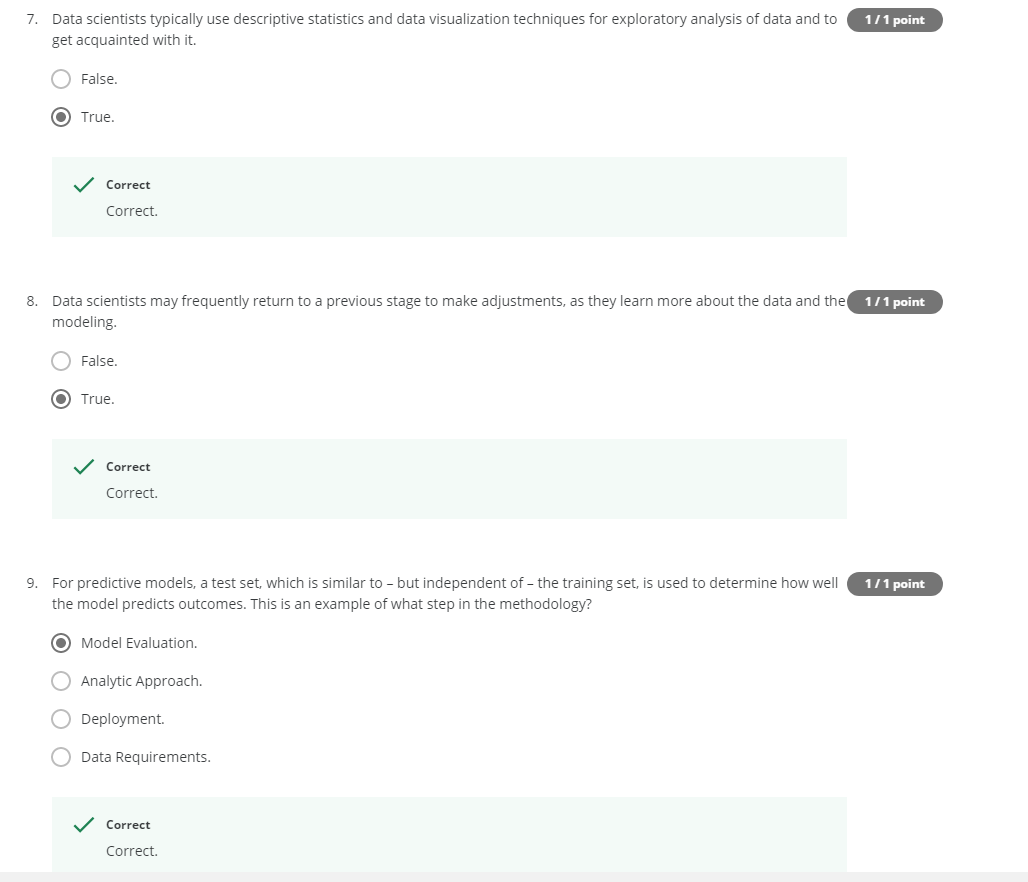 7. Data scientists typically use descriptive statistics and data visualization techniques for exploratory analysis of data and to
1 / 1 point
get acquainted with it.
False.
True.
Correct
Correct.
8. Data scientists may frequently return to a previous stage to make adjustments, as they learn more about the data and the
1 / 1 point
modeling.
False.
True.
Correct
Correct.
9. For predictive models, a test set, which is similar to – but independent of – the training set, is used to determine how well
1 / 1 point
the model predicts outcomes. This is an example of what step in the methodology?
Model Evaluation.
Analytic Approach.
Deployment.
Data Requirements.
Correct
Correct.